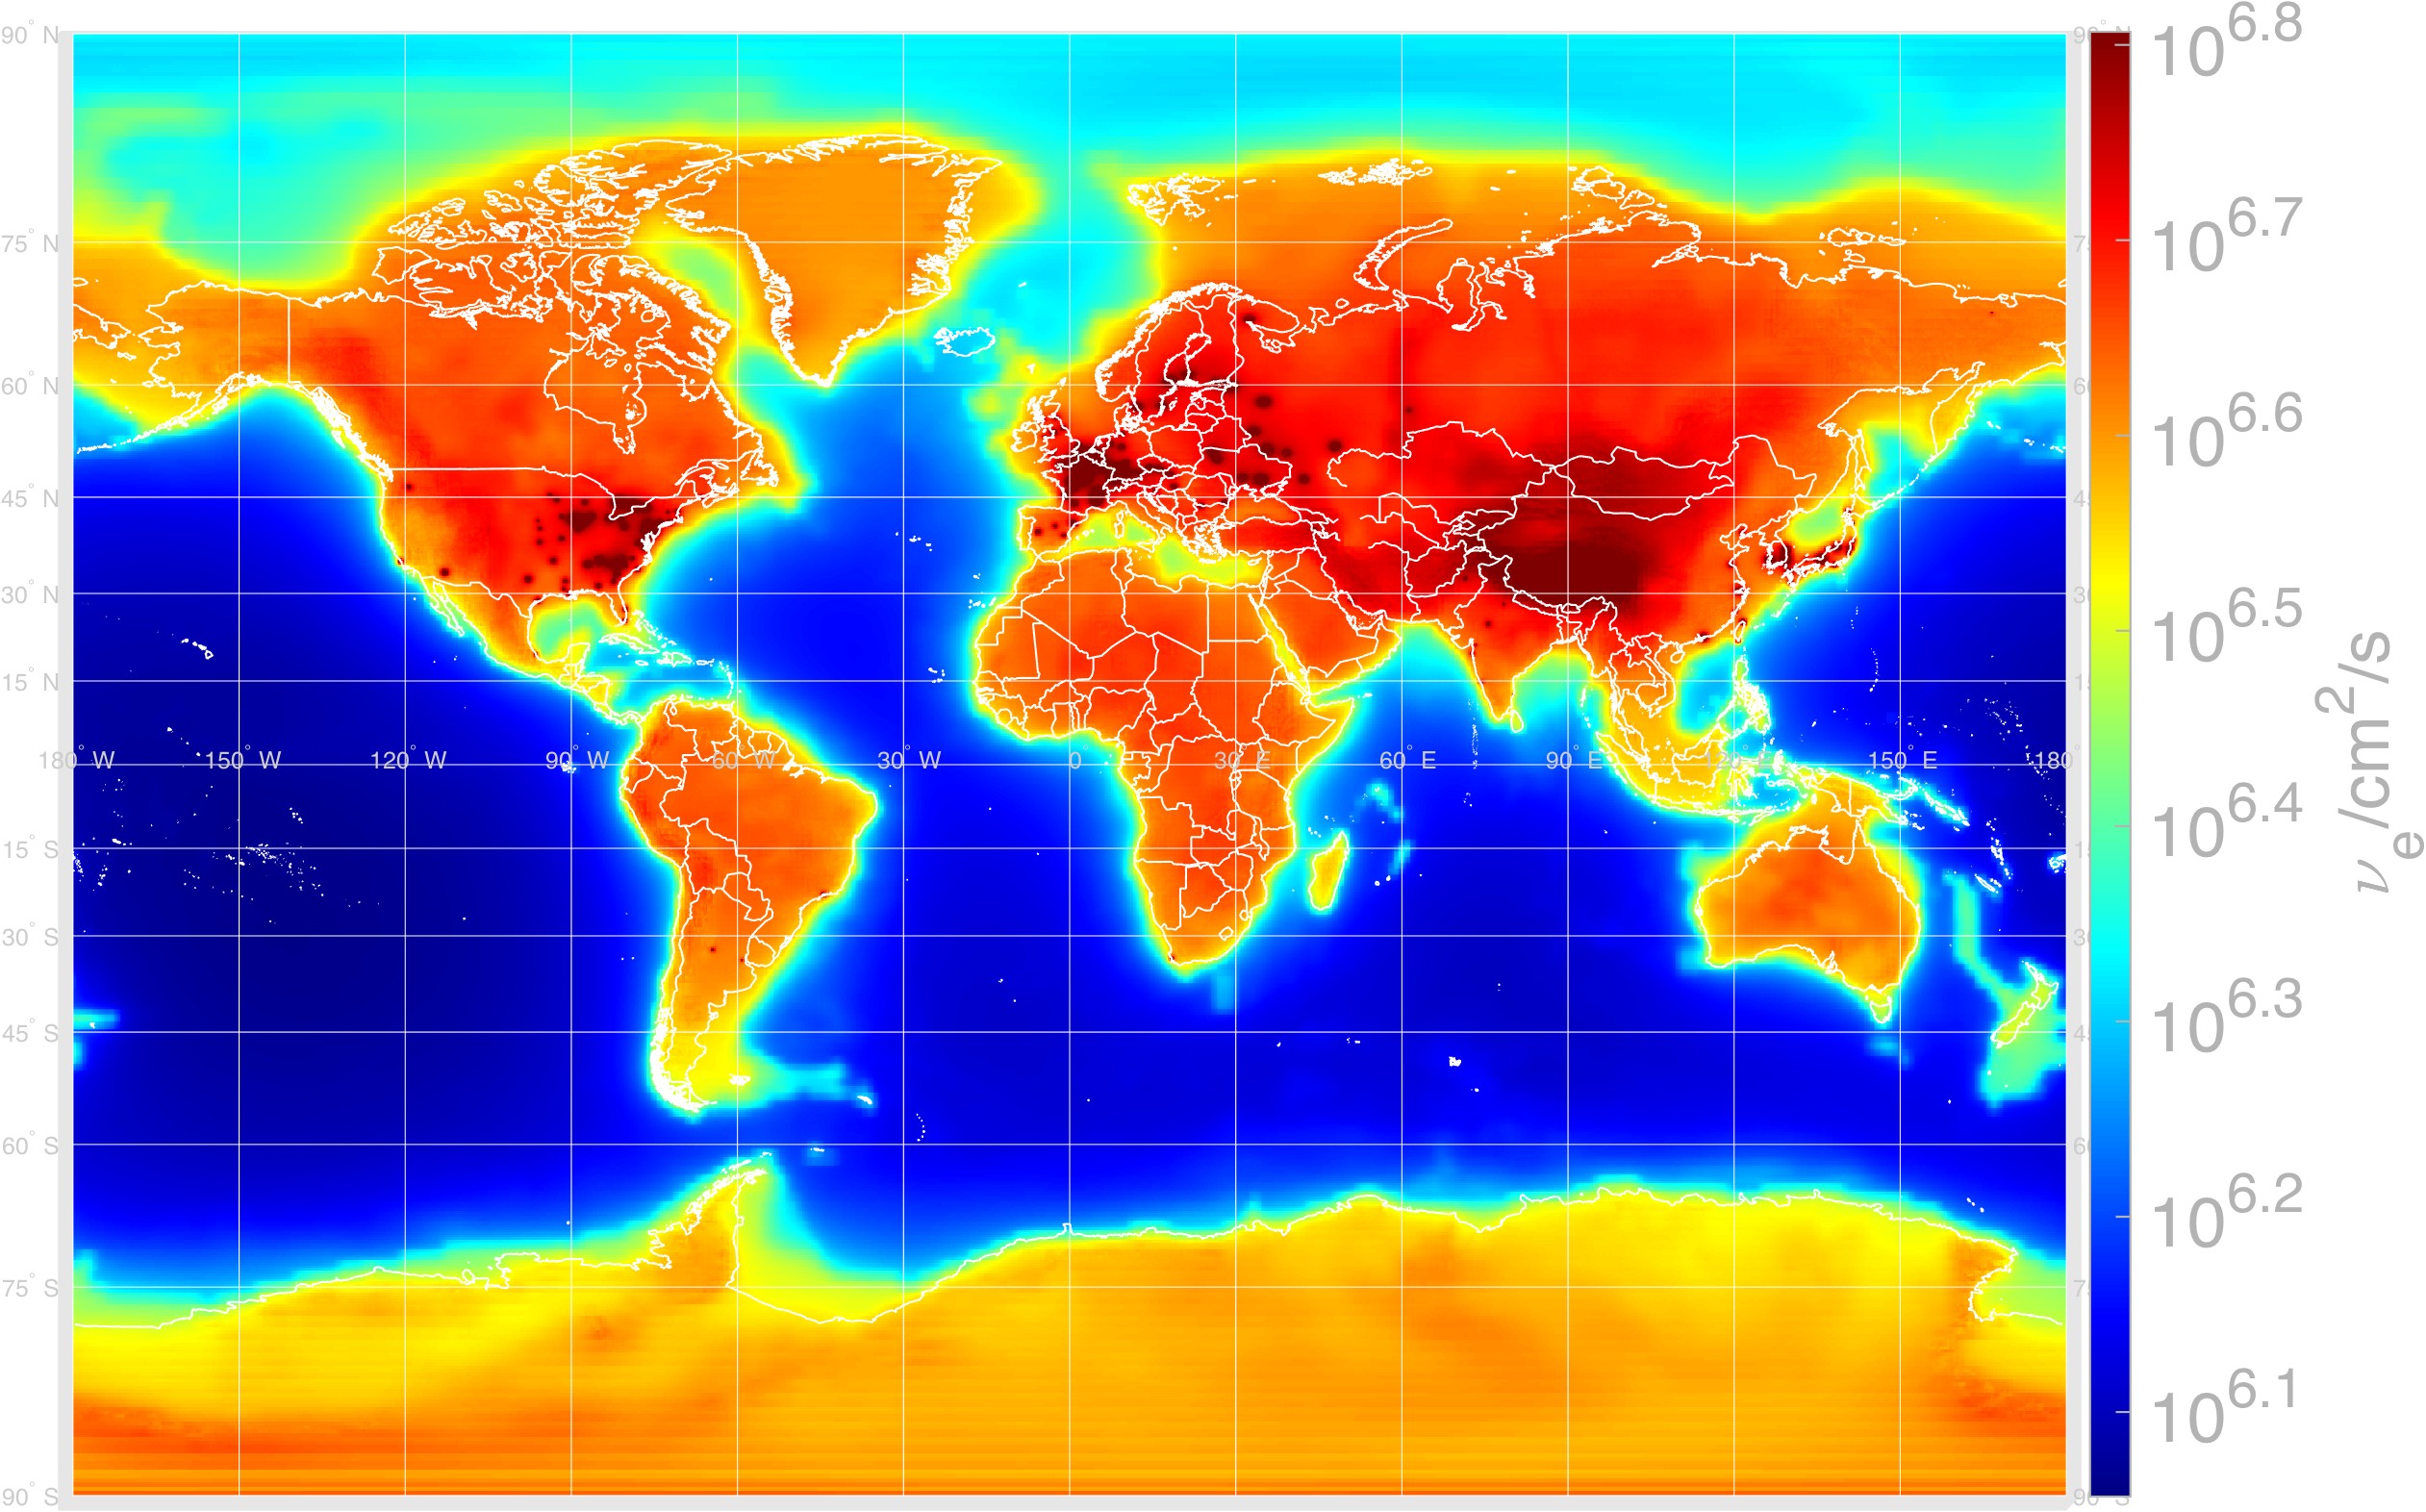 90° N
75° N
60° N
45° N
30° N
15° N
180° W 150° W 120° W 90° W 60° W 30° W 0° 30° E 60° E 90° E 120° E 150° E 180°
15° S
30° S
45° S
60° S
75° S
90° S
10^6.8
10^6.7
10^6.6
10^6.5
10^6.4
10^6.3
10^6.2
10^6.1
ν_e/cm^2/s